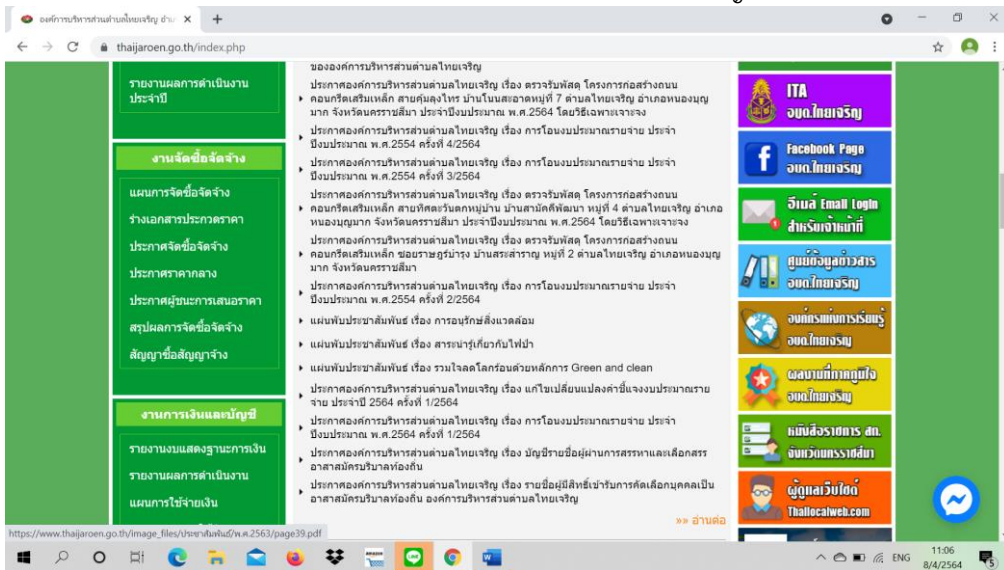 องค์การบริหารส่วนตำบลไทยเจริญ อำเภ
thaijaroen.go.th/index.php
รายงานผลการดำเนินงาน
ประจำปี
งานจัดซื้อจัดจ้าง
แผนการจัดซื้อจัดจ้าง
ร่างเอกสารประกวดราคา
ประกาศจัดซื้อจัดจ้าง
ประกาศราคากลาง
ประกาศผู้ชนะการเสนอราคา
สรุปผลการจัดซื้อจัดจ้าง
สัญญาซื้อสัญญาจ้าง
งานการเงินและบัญชี
รายงานงบแสดงฐานะการเงิน
รายงานผลการดำเนินงาน
แผนการใช้จ่ายเงิน
ขององค์การบริหารส่วนตำบลไทยเจริญ
ประกาศองค์การบริหารส่วนตำบลไทยเจริญ เรื่อง ตรวจรับพัสดุ โครงการก่อสร้างถนน
คอนกรีตเสริมเหล็ก สายคุ้มลุงไทร บ้านโนนสะอาดหมู่ที่ 7 ตำบลไทยเจริญ อำเภอหนองบุญ
มาก จังหวัดนครราชสีมา ประจำปีงบประมาณ พ.ศ.2564 โดยวิธีเฉพาะเจาะจง
ประกาศองค์การบริหารส่วนตำบลไทยเจริญ เรื่อง การโอนงบประมาณรายจ่าย ประจำ
ปีงบประมาณ พ.ศ.2554 ครั้งที่ 4/2564
ประกาศองค์การบริหารส่วนตำบลไทยเจริญ เรื่อง การโอนงบประมาณรายจ่าย ประจำ
ปีงบประมาณ พ.ศ.2554 ครั้งที่ 3/2564
ประกาศองค์การบริหารส่วนตำบลไทยเจริญ เรื่อง ตรวจรับพัสดุ โครงการก่อสร้างถนน
คอนกรีตเสริมเหล็ก สายทิศตะวันตกหมู่บ้าน บ้านสามัคคีพัฒนา หมู่ที่ 4 ตำบลไทยเจริญ อำเภอ
หนองบุญมาก จังหวัดนครราชสีมา ประจำปีงบประมาณ พ.ศ.2564 โดยวิธีเฉพาะเจาะจง
ประกาศองค์การบริหารส่วนตำบลไทยเจริญ เรื่อง ตรวจรับพัสดุ โครงการก่อสร้างถนน
คอนกรีตเสริมเหล็ก ซอยราษฎร์บำรุง บ้านสระสำราญ หมู่ที่ 2 ตำบลไทยเจริญ อำเภอหนองบุญ
มาก จังหวัดนครราชสีมา
ประกาศองค์การบริหารส่วนตำบลไทยเจริญ เรื่อง การโอนงบประมาณรายจ่าย ประจำ
ปีงบประมาณ พ.ศ.2554 ครั้งที่ 2/2564
แผ่นพับประชาสัมพันธ์ เรื่อง การอนุรักษ์สิ่งแวดล้อม
แผ่นพับประชาสัมพันธ์ เรื่อง สาระน่ารู้เกี่ยวกับไฟป่า
แผ่นพับประชาสัมพันธ์ เรื่อง รวมใจลดโลกร้อนด้วยหลักการ Green and clean
ประกาศองค์การบริหารส่วนตำบลไทยเจริญ เรื่อง แก้ไขเปลี่ยนแปลงคำชี้แจงงบประมาณราย
จ่าย ประจำปี 2564 ครั้งที่ 1/2564
ประกาศองค์การบริหารส่วนตำบลไทยเจริญ เรื่อง การโอนงบประมาณรายจ่าย ประจำ
ปีงบประมาณ พ.ศ.2564 ครั้งที่ 1/2564
ประกาศองค์การบริหารส่วนตำบลไทยเจริญ เรื่อง บัญชีรายชื่อผู้ผ่านการสรรหาและเลือกสรร
อาสาสมัครบริบาลท้องถิ่น
ประกาศองค์การบริหารส่วนตำบลไทยเจริญ เรื่อง รายชื่อผู้มีสิทธิ์เข้ารับการคัดเลือกบุคคลเป็น
อาสาสมัครบริบาลท้องถิ่น องค์การบริหารส่วนตำบลไทยเจริญ
»» อ่านต่อ
ITA
อบต.ไทยเจริญ
Facebook Page
อบต.ไทยเจริญ
อีเมล์ Email Login
สำหรับเจ้าหน้าที่
ศูนย์ข้อมูลข่าวสาร
อบต.ไทยเจริญ
องค์กรแห่งการเรียนรู้
อบต.ไทยเจริญ
ผลงานที่ภาคภูมิใจ
อบต.ไทยเจริญ
หนังสือราชการ สถ.
จังหวัดนครราชสีมา
ผู้ดูแลเว็บไซต์
Thailocalweb.com
https://www.thaijaroen.go.th/image_files/ประชาสัมพันธ์/พ.ศ.2563/page39.pdf
ENG
11:06
8/4/2564
5